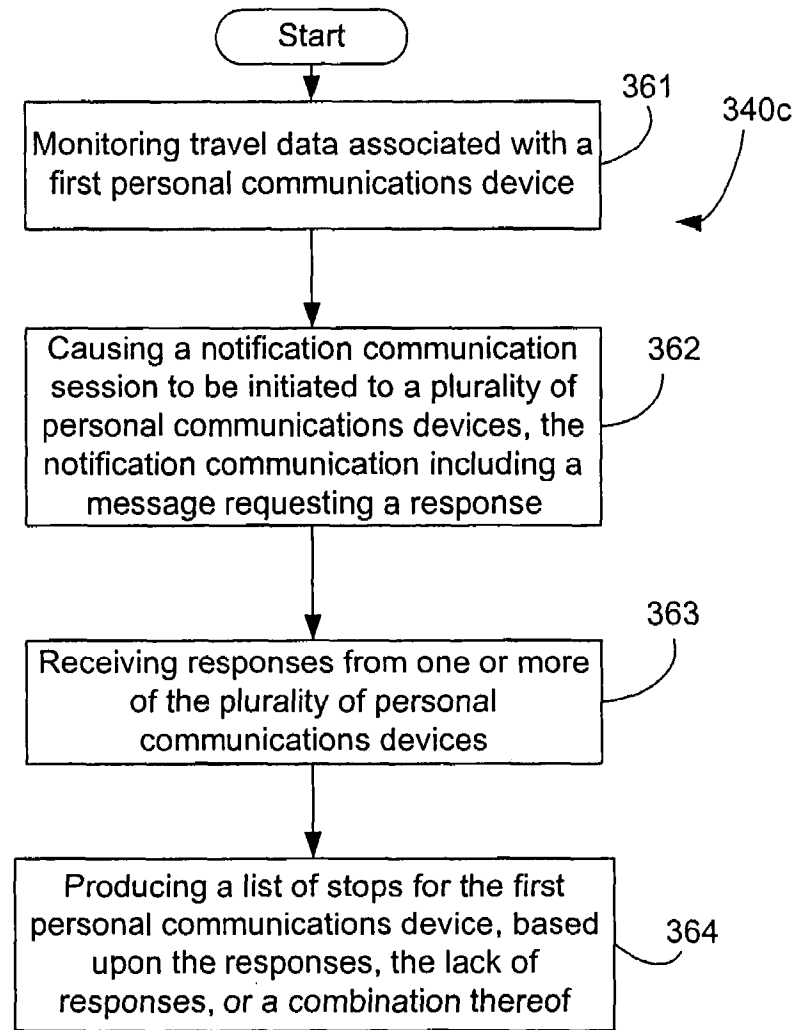 Start
361
340c
Monitoring travel data associated with a
first personal communications device
362
Causing a notification communication
session to be initiated to a plurality of
personal communications devices, the
notification communication including a
message requesting a response
363
Receiving responses from one or more
of the plurality of personal
communications devices
Producing a list of stops for the first
personal communications device, based
upon the responses, the lack of
responses, or a combination thereof
364